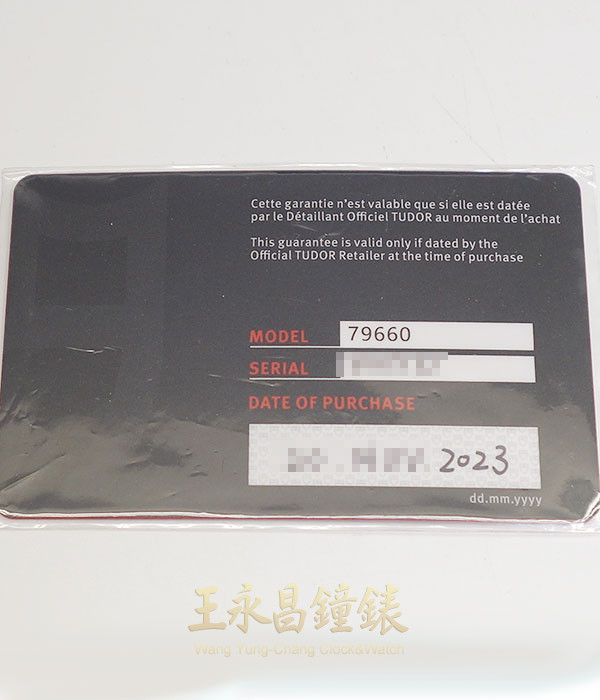 Cette garantie n'est valable que si elle est datée
par le Détaillant Officiel TUDOR au moment de l'achat
This guarantee is valid only if dated by the
Official TUDOR Retailer at the time of purchase
MODEL 79660
SERIAL
DATE OF PURCHASE
2023
dd.mm.yyyy
王永昌鐘錶
Wang Yung-Chang Clock&Watch